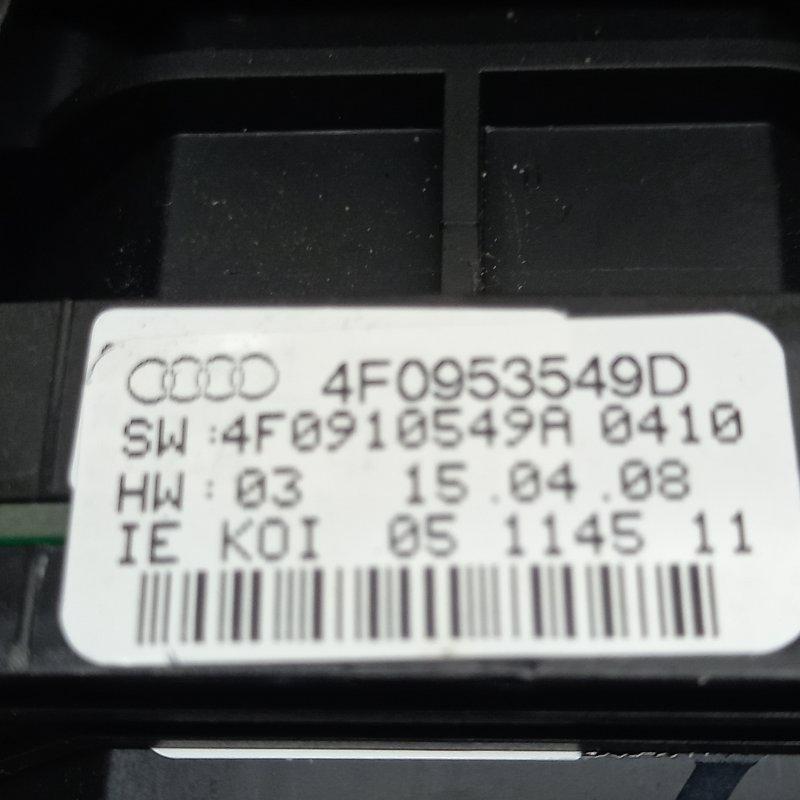 4F0953549D
SW :4F0910549A 0410
HW : 03 15.04.08
IE KOI 05 1145 11